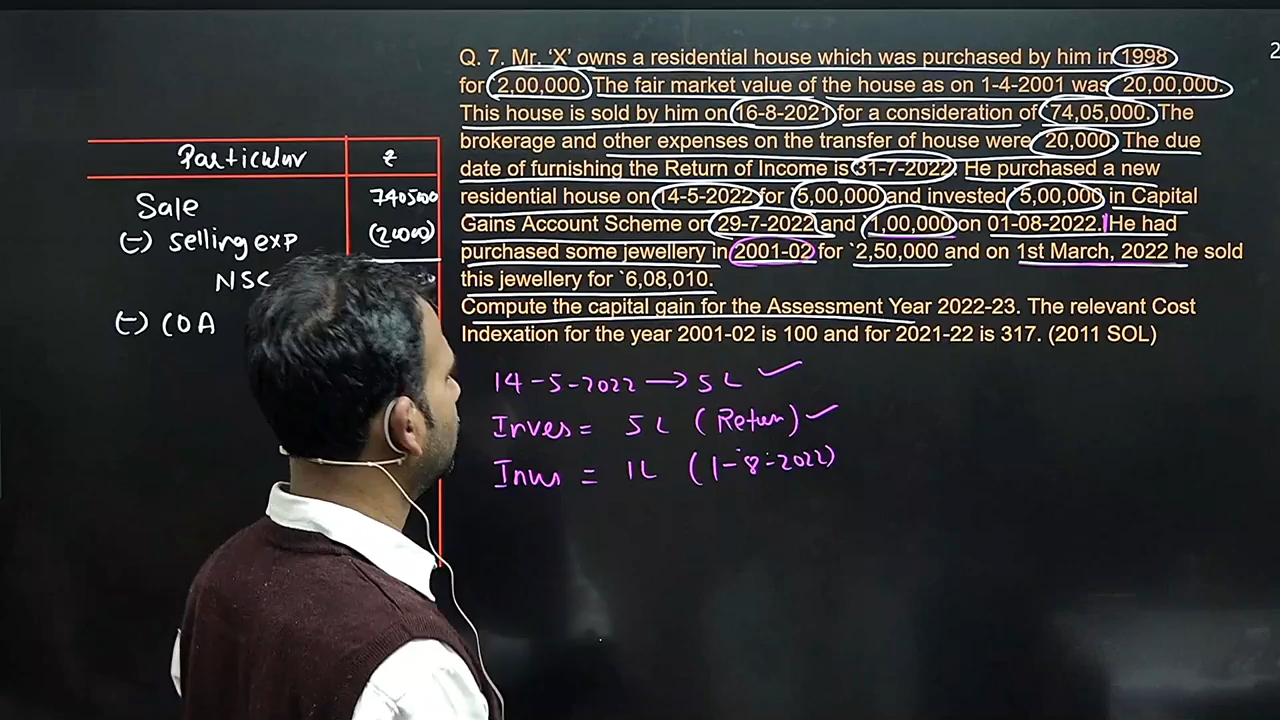 Q. 7. Mr. 'X' owns a residential house which was purchased by him in 1998
for `2,00,000. The fair market value of the house as on 1-4-2001 was `20,00,000.
This house is sold by him on 16-8-2021 for a consideration of `74,05,000. The
brokerage and other expenses on the transfer of house were `20,000. The due
date of furnishing the Return of Income is 31-7-2022. He purchased a new
residential house on 14-5-2022 for `5,00,000 and invested `5,00,000 in Capital
Gains Account Scheme on 29-7-2022 and `1,00,000 on 01-08-2022. He had
purchased some jewellery in 2001-02 for `2,50,000 and on 1st March, 2022 he sold
this jewellery for `6,08,010.
Compute the capital gain for the Assessment Year 2022-23. The relevant Cost
Indexation for the year 2001-02 is 100 and for 2021-22 is 317. (2011 SOL)
2
Particular ₹
Sale 7405000
(-) Selling exp (20000)
NSC
(-) COA
14-5-2022 → 5L ✓
Inves = 5L (Return) ✓
Inves = 1L (1-8-2022)